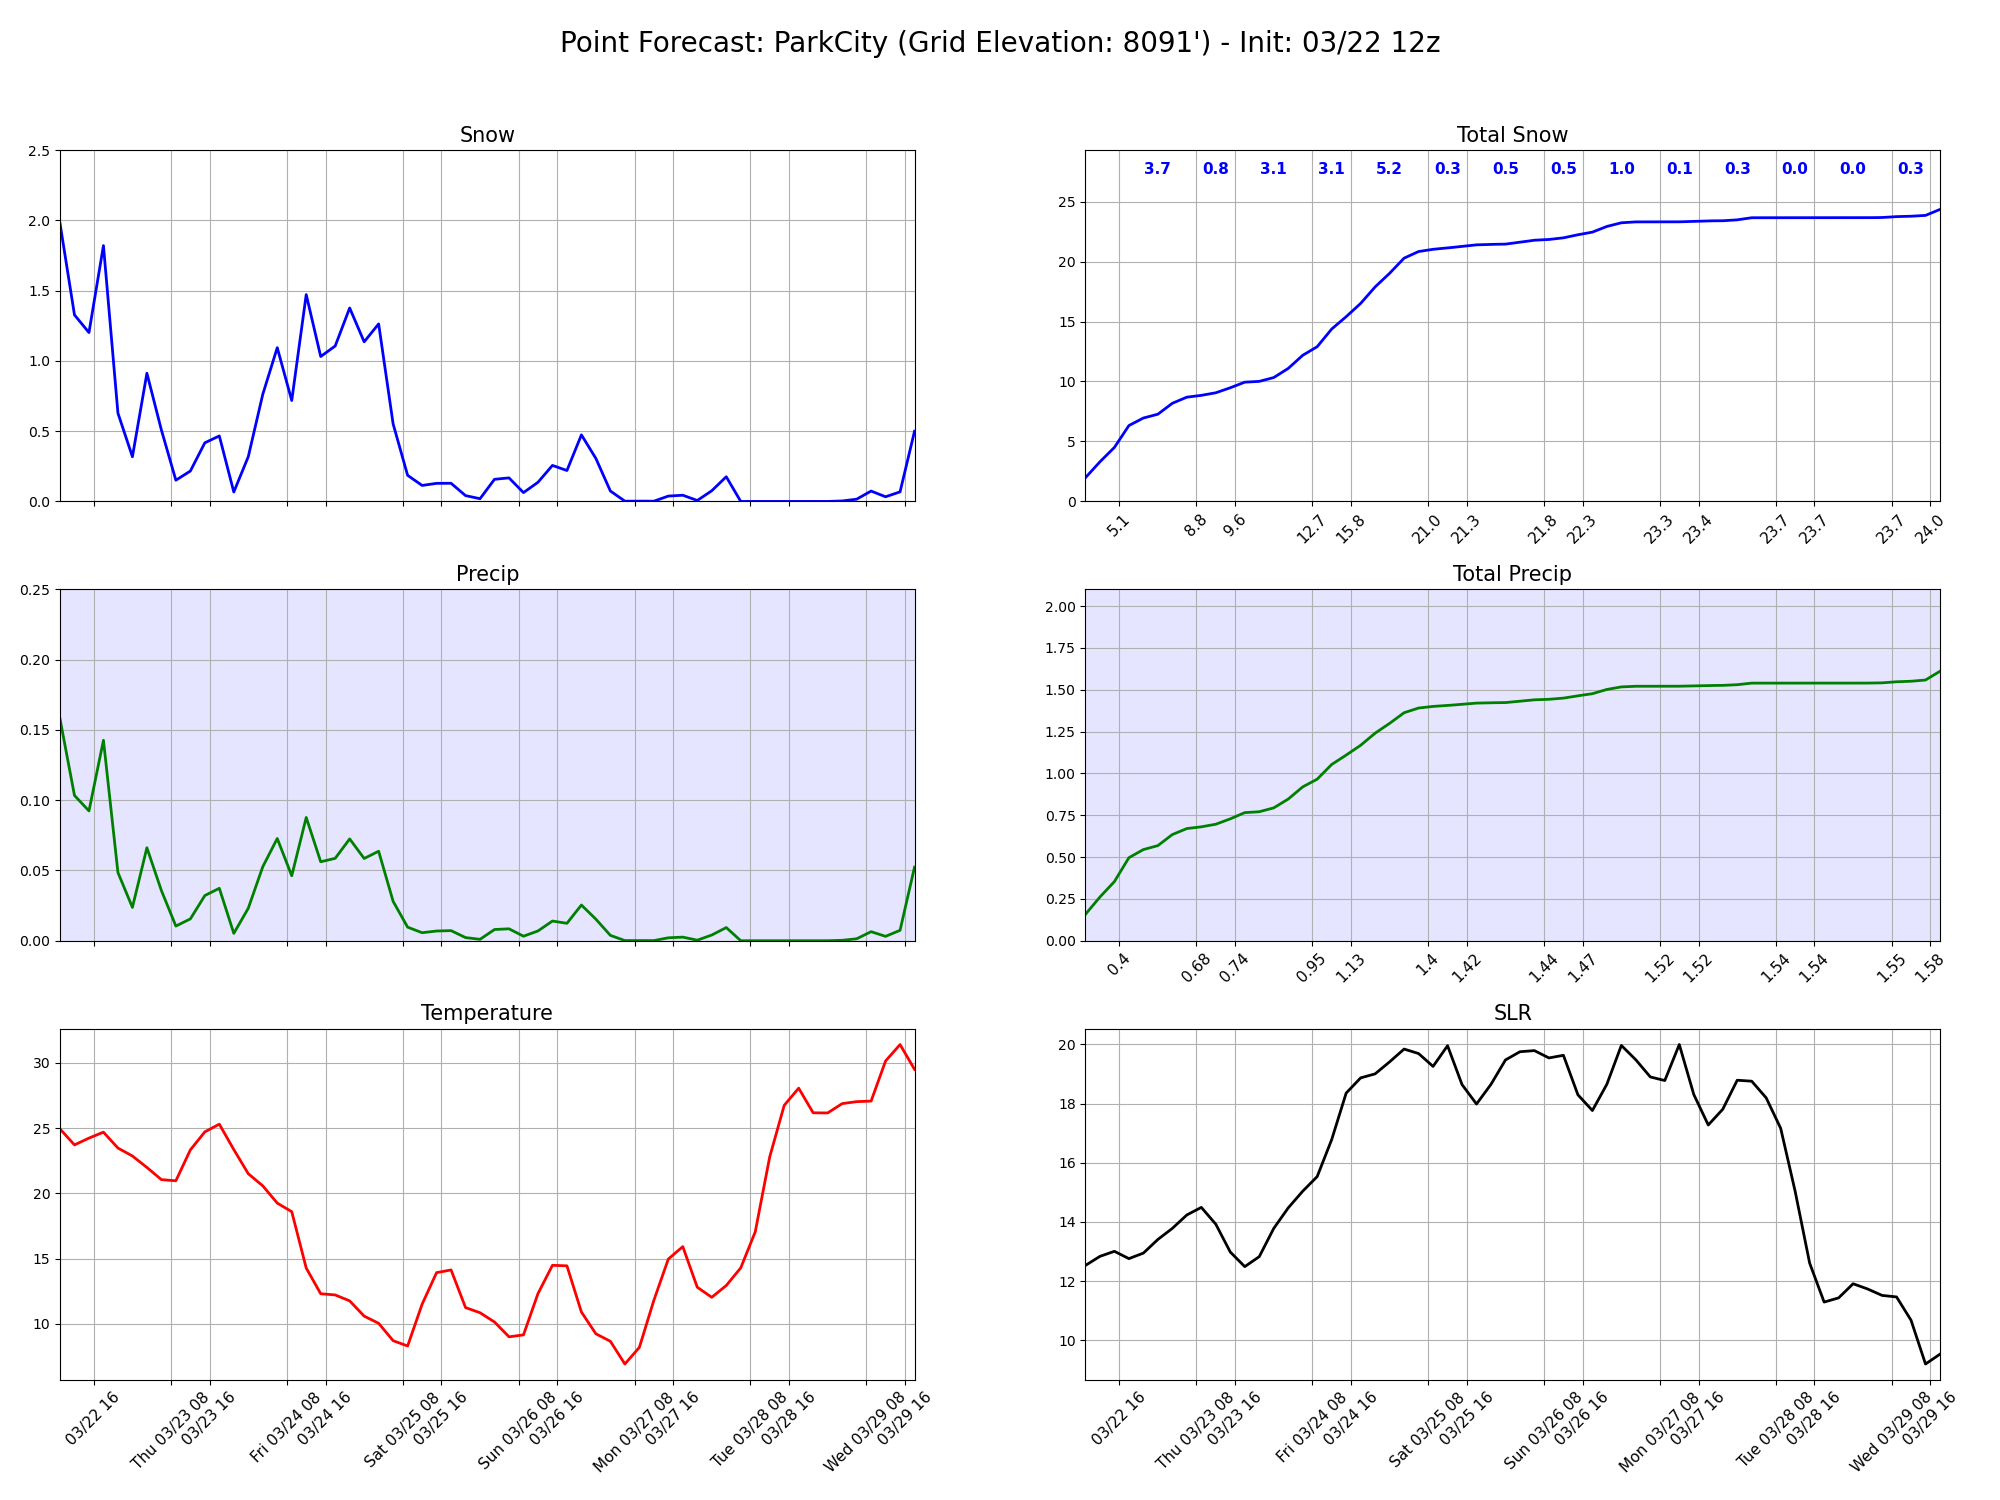 Point Forecast: ParkCity (Grid Elevation: 8091') - Init: 03/22 12z
Snow
2.5
2.0
1.5
1.0
0.5
0.0
Total Snow
3.7 0.8 3.1 3.1 5.2 0.3 0.5 0.5 1.0 0.1 0.3 0.0 0.0 0.3
25
20
15
10
5
0
5.1 8.8 9.6 12.7 15.8 21.0 21.3 21.8 22.3 23.3 23.4 23.7 23.7 23.7 24.0
Precip
0.25
0.20
0.15
0.10
0.05
0.00
Total Precip
2.00
1.75
1.50
1.25
1.00
0.75
0.50
0.25
0.00
0.4 0.68 0.74 0.95 1.13 1.4 1.42 1.44 1.47 1.52 1.52 1.54 1.54 1.55 1.58
Temperature
30
25
20
15
10
03/22 16
Thu 03/23 08
03/23 16
Fri 03/24 08
03/24 16
Sat 03/25 08
03/25 16
Sun 03/26 08
03/26 16
Mon 03/27 08
03/27 16
Tue 03/28 08
03/28 16
Wed 03/29 08
03/29 16
SLR
20
18
16
14
12
10
03/22 16
Thu 03/23 08
03/23 16
Fri 03/24 08
03/24 16
Sat 03/25 08
03/25 16
Sun 03/26 08
03/26 16
Mon 03/27 08
03/27 16
Tue 03/28 08
03/28 16
Wed 03/29 08
03/29 16